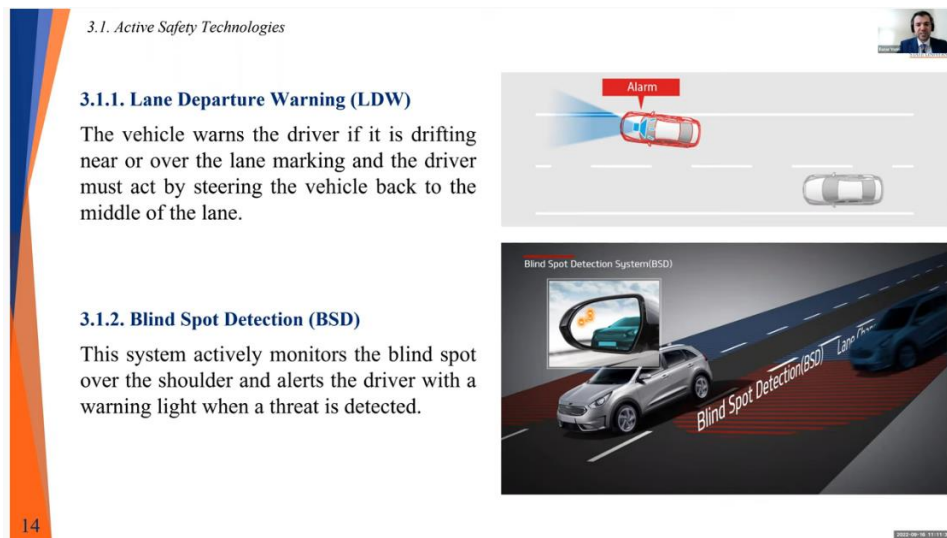 3.1. Active Safety Technologies
3.1.1. Lane Departure Warning (LDW)
The vehicle warns the driver if it is drifting
near or over the lane marking and the driver
must act by steering the vehicle back to the
middle of the lane.
Alarm
3.1.2. Blind Spot Detection (BSD)
This system actively monitors the blind spot
over the shoulder and alerts the driver with a
warning light when a threat is detected.
Blind Spot Detection System(BSD)
Blind Spot Detection(BSD)
Lane
14